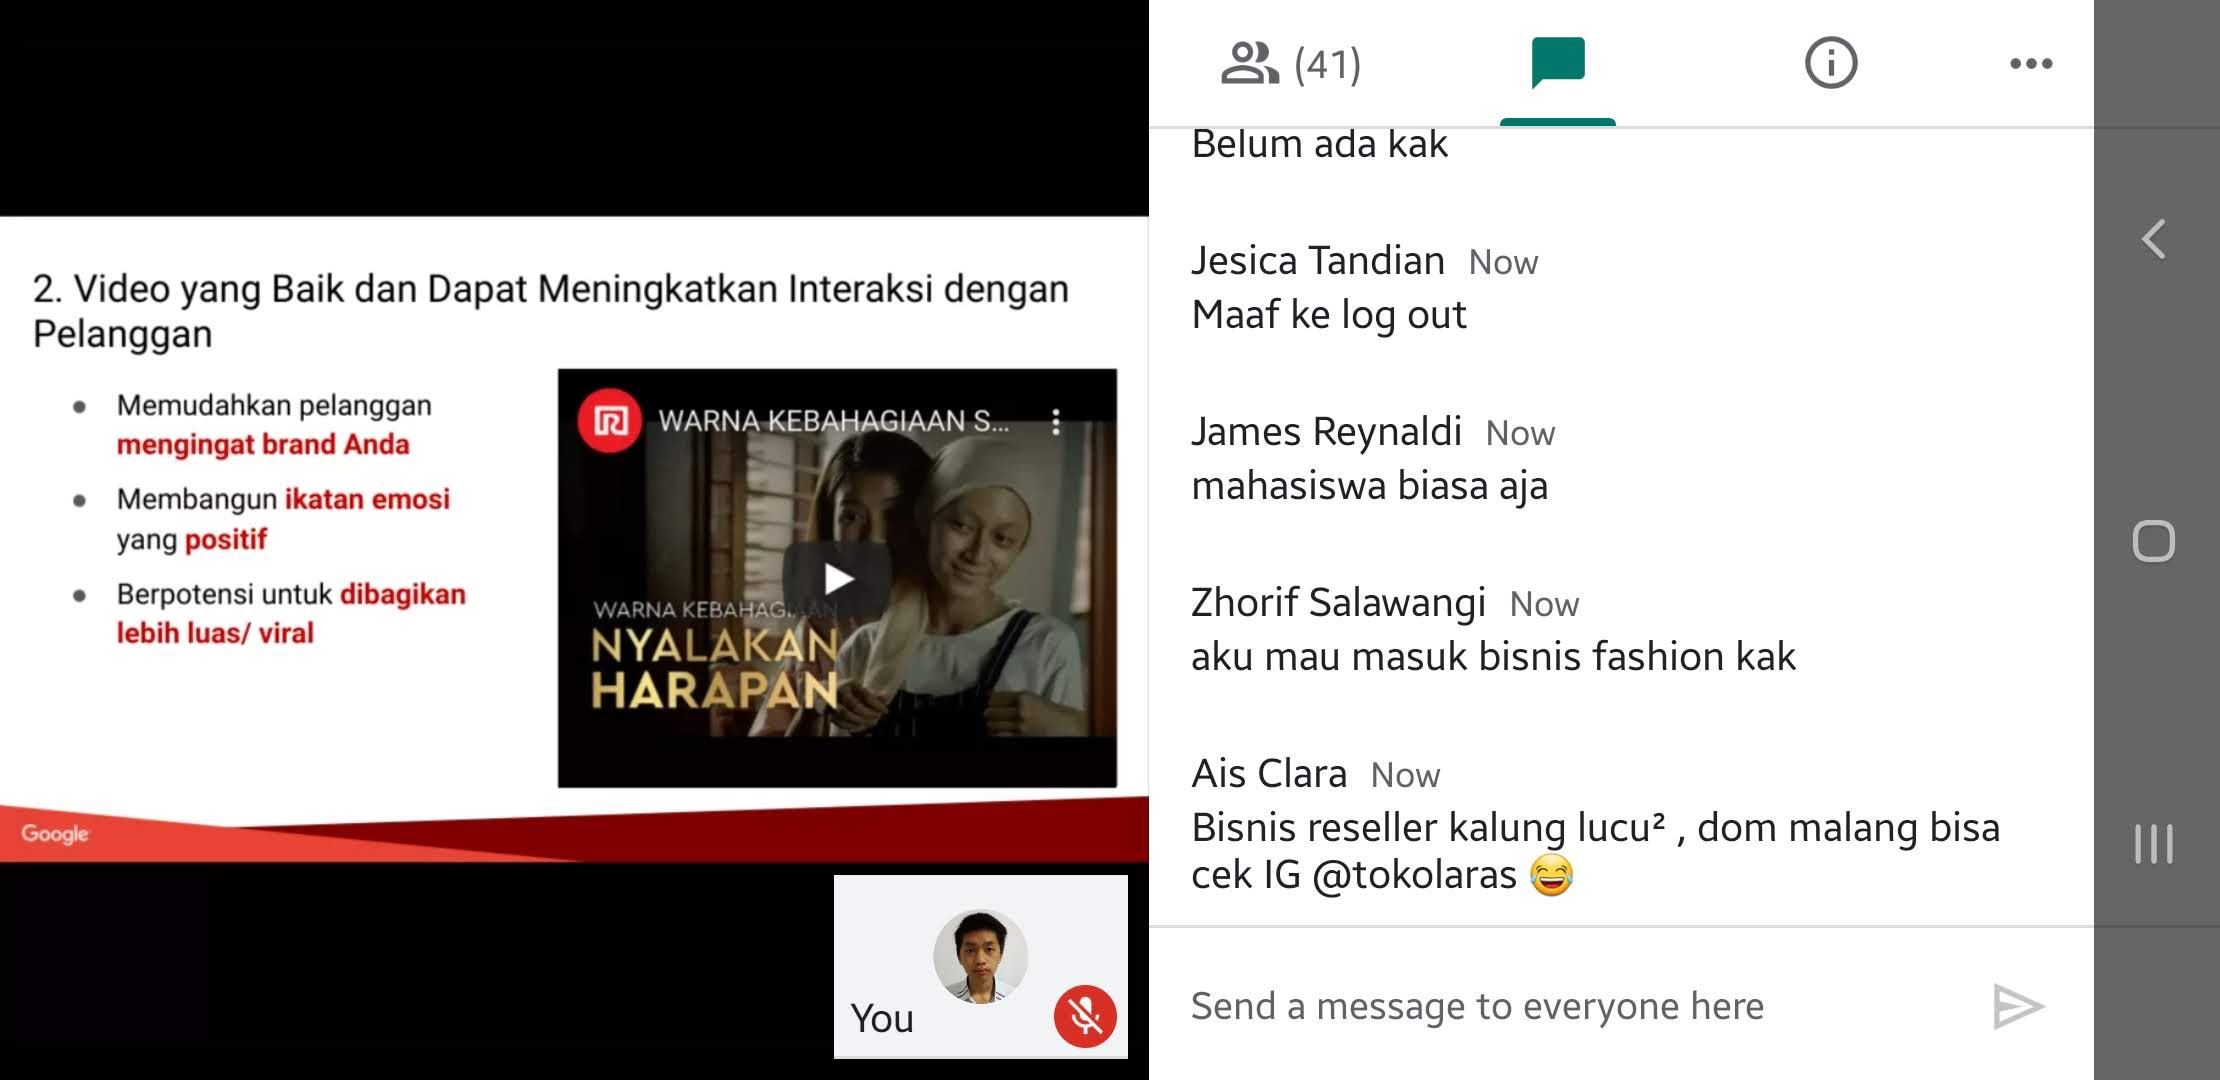 2. Video yang Baik dan Dapat Meningkatkan Interaksi dengan
Pelanggan
Memudahkan pelanggan
mengingat brand Anda
Membangun ikatan emosi
yang positif
Berpotensi untuk dibagikan
lebih luas/ viral
WARNA KEBAHAGIAAN S...
WARNA KEBAHAGIAAN
NYALAKAN
HARAPAN
Google
You
(41)
Belum ada kak
Jesica Tandian Now
Maaf ke log out
James Reynaldi Now
mahasiswa biasa aja
Zhorif Salawangi Now
aku mau masuk bisnis fashion kak
Ais Clara Now
Bisnis reseller kalung lucu² , dom malang bisa
cek IG @tokolaras 😂
Send a message to everyone here